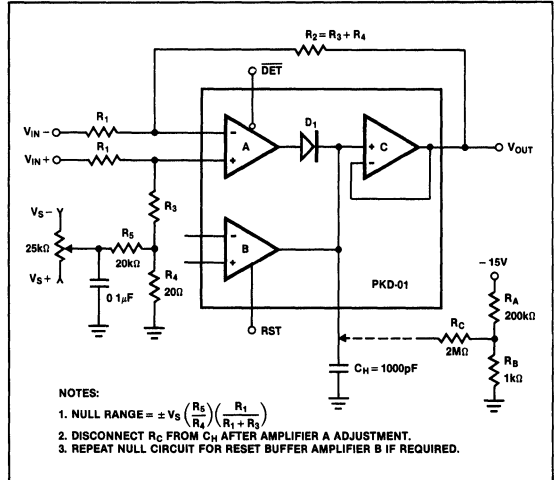 R2 = R3 + R4
DET
R1
VIN−
−
A
+
D1
+
C
−
VOUT
R1
VIN+
R3
VS−
25kΩ
VS+
R5
20kΩ
R4
20Ω
0 1μF
−
B
+
PKD-01
RST
− 15V
RA
200kΩ
RC
2MΩ
RB
1kΩ
CH = 1000pF
NOTES:
1. NULL RANGE = ± VS (R5/R4) (R1/R1 + R3)
2. DISCONNECT RC FROM CH AFTER AMPLIFIER A ADJUSTMENT.
3. REPEAT NULL CIRCUIT FOR RESET BUFFER AMPLIFIER B IF REQUIRED.